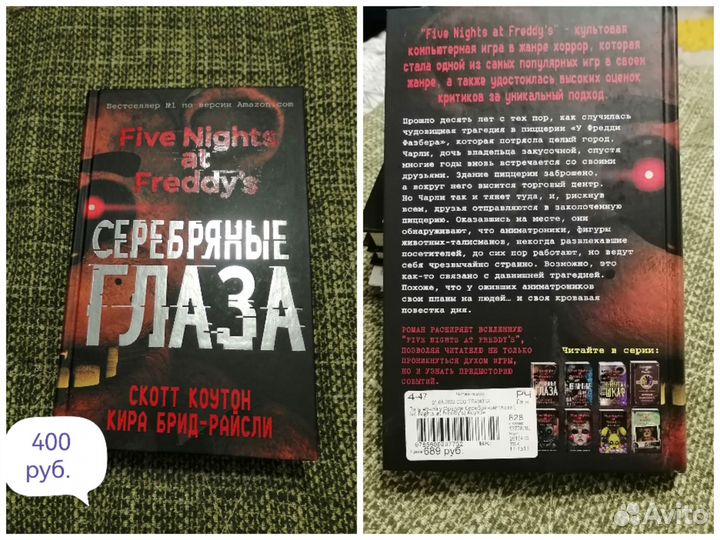 Бестселлер №1 по версии Amazon.com
Five Nights
at
Freddy's
СЕРЕБРЯНЫЕ
ГЛАЗА
СКОТТ КОУТОН
КИРА БРИД-РАЙСЛИ
400
руб.
"Five Nights at Freddy's" - культовая
компьютерная игра в жанре хоррор, которая
стала одной из самых популярных игр в своем
жанре, а также удостоилась высоких оценок
критиков за уникальный подход.
Прошло десять лет с тех пор, как случилась
чудовищная трагедия в пиццерии «У Фредди
Фазбера», которая потрясла целый город.
Чарли, дочь владельца закусочной, спустя
многие годы вновь встречается со своими
друзьями. Здание пиццерии заброшено,
а вокруг него высится торговый центр.
Но Чарли так и тянет туда, и, рискнув
всем, друзья отправляются в заколоченную
пиццерию. Оказавшись на месте, они
обнаруживают, что аниматроники, фигуры
животных-талисманов, некогда развлекавшие
посетителей, до сих пор работают, но ведут
себя чрезвычайно странно. Возможно, это
как-то связано с давнишней трагедией.
Похоже, что у оживших аниматроников
свои планы на людей… и своя кровавая
повестка дня.
РОМАН РАСШИРЯЕТ ВСЕЛЕННУЮ
"FIVE NIGHTS AT FREDDY'S",
ПОЗВОЛЯЯ ЧИТАТЕЛЮ НЕ ТОЛЬКО
ПРОНИКНУТЬСЯ ДУХОМ ИГРЫ,
НО И УЗНАТЬ ПРЕДЫСТОРИЮ
СОБЫТИЙ.
Читайте в серии:
4-47
РЧ
828
689 руб.
Avito